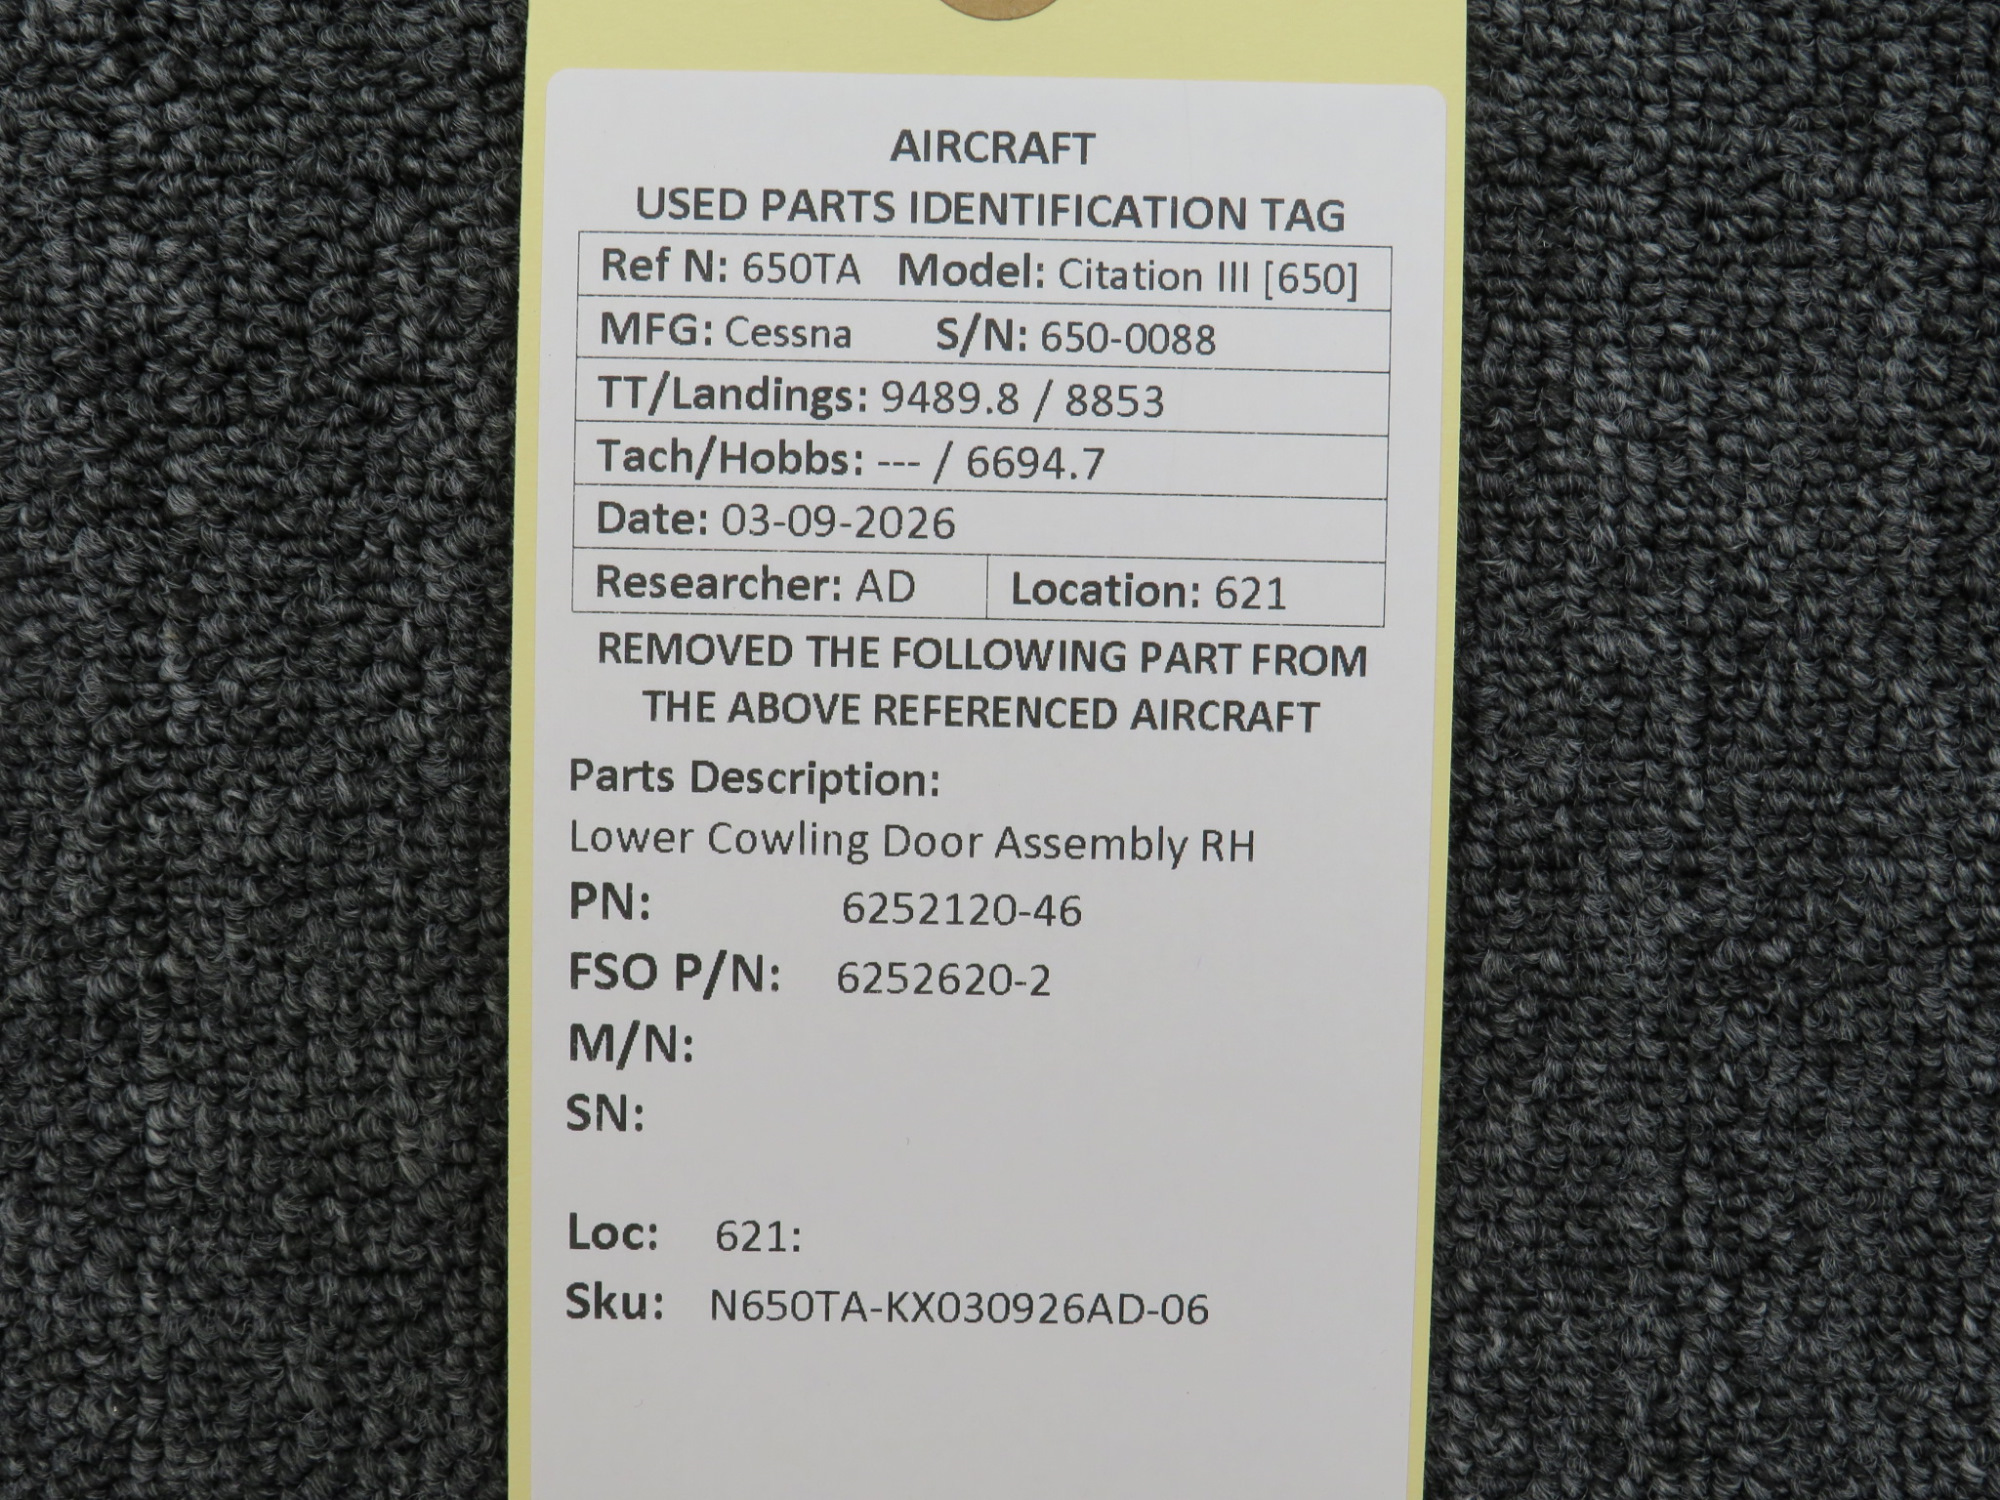 AIRCRAFT
USED PARTS IDENTIFICATION TAG
Ref N: 650TA Model: Citation III [650]
MFG: Cessna S/N: 650-0088
TT/Landings: 9489.8 / 8853
Tach/Hobbs: --- / 6694.7
Date: 03-09-2026
Researcher: AD Location: 621
REMOVED THE FOLLOWING PART FROM
THE ABOVE REFERENCED AIRCRAFT
Parts Description:
Lower Cowling Door Assembly RH
PN: 6252120-46
FSO P/N: 6252620-2
M/N:
SN:
Loc: 621:
Sku: N650TA-KX030926AD-06